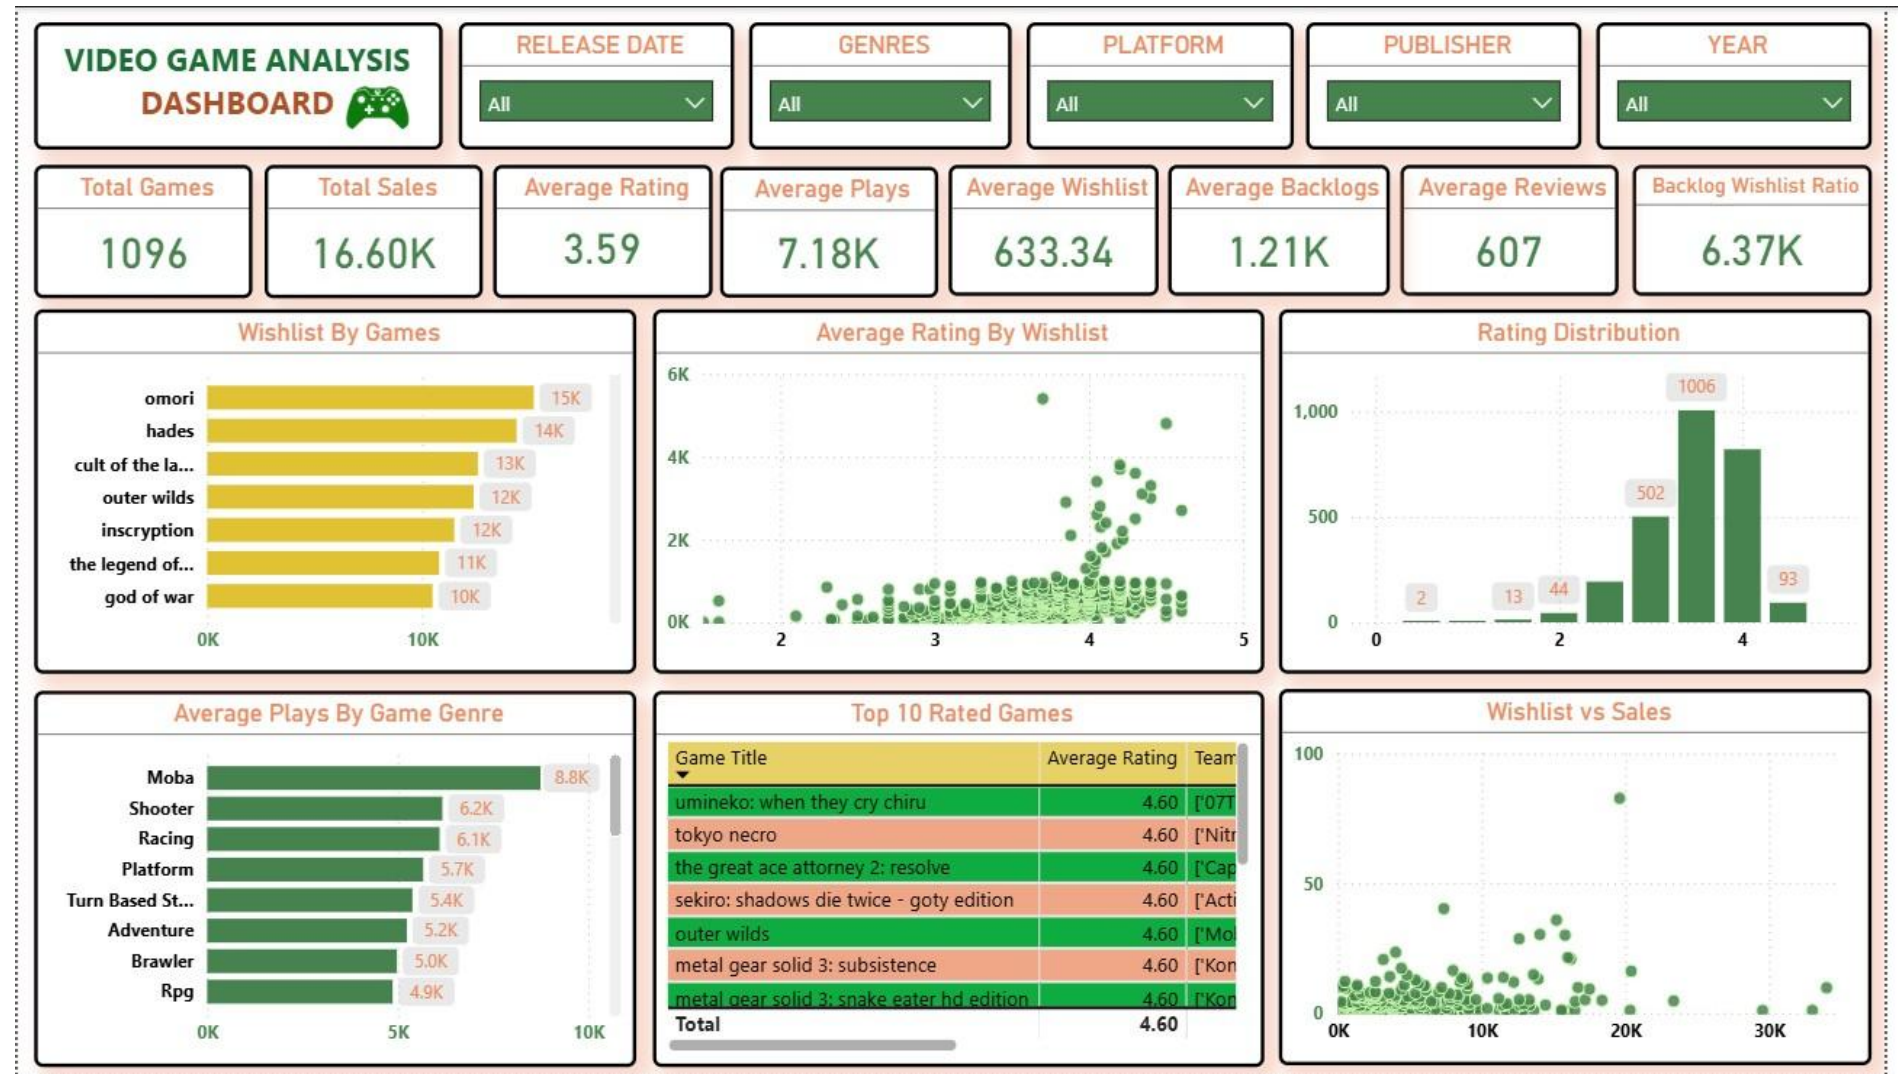 VIDEO GAME ANALYSIS
DASHBOARD
RELEASE DATE
All
GENRES
All
PLATFORM
All
PUBLISHER
All
YEAR
All
Total Games
1096
Total Sales
16.60K
Average Rating
3.59
Average Plays
7.18K
Average Wishlist
633.34
Average Backlogs
1.21K
Average Reviews
607
Backlog Wishlist Ratio
6.37K
Wishlist By Games
omori
15K
hades
14K
cult of the la...
13K
outer wilds
12K
inscryption
12K
the legend of...
11K
god of war
10K
0K 10K
Average Rating By Wishlist
6K
4K
2K
0K
2 3 4 5
Rating Distribution
1,000
500
0
2
13
44
502
1006
93
0 2 4
Average Plays By Game Genre
Moba
8.8K
Shooter
6.2K
Racing
6.1K
Platform
5.7K
Turn Based St...
5.4K
Adventure
5.2K
Brawler
5.0K
Rpg
4.9K
0K 5K 10K
Top 10 Rated Games
Game Title Average Rating Team
umineko: when they cry chiru 4.60 ['07T
tokyo necro 4.60 ['Nitr
the great ace attorney 2: resolve 4.60 ['Cap
sekiro: shadows die twice - goty edition 4.60 ['Acti
outer wilds 4.60 ['Mo
metal gear solid 3: subsistence 4.60 ['Kon
metal gear solid 3: snake eater hd edition 4.60 ['Kon
Total 4.60
Wishlist vs Sales
100
50
0
0K 10K 20K 30K